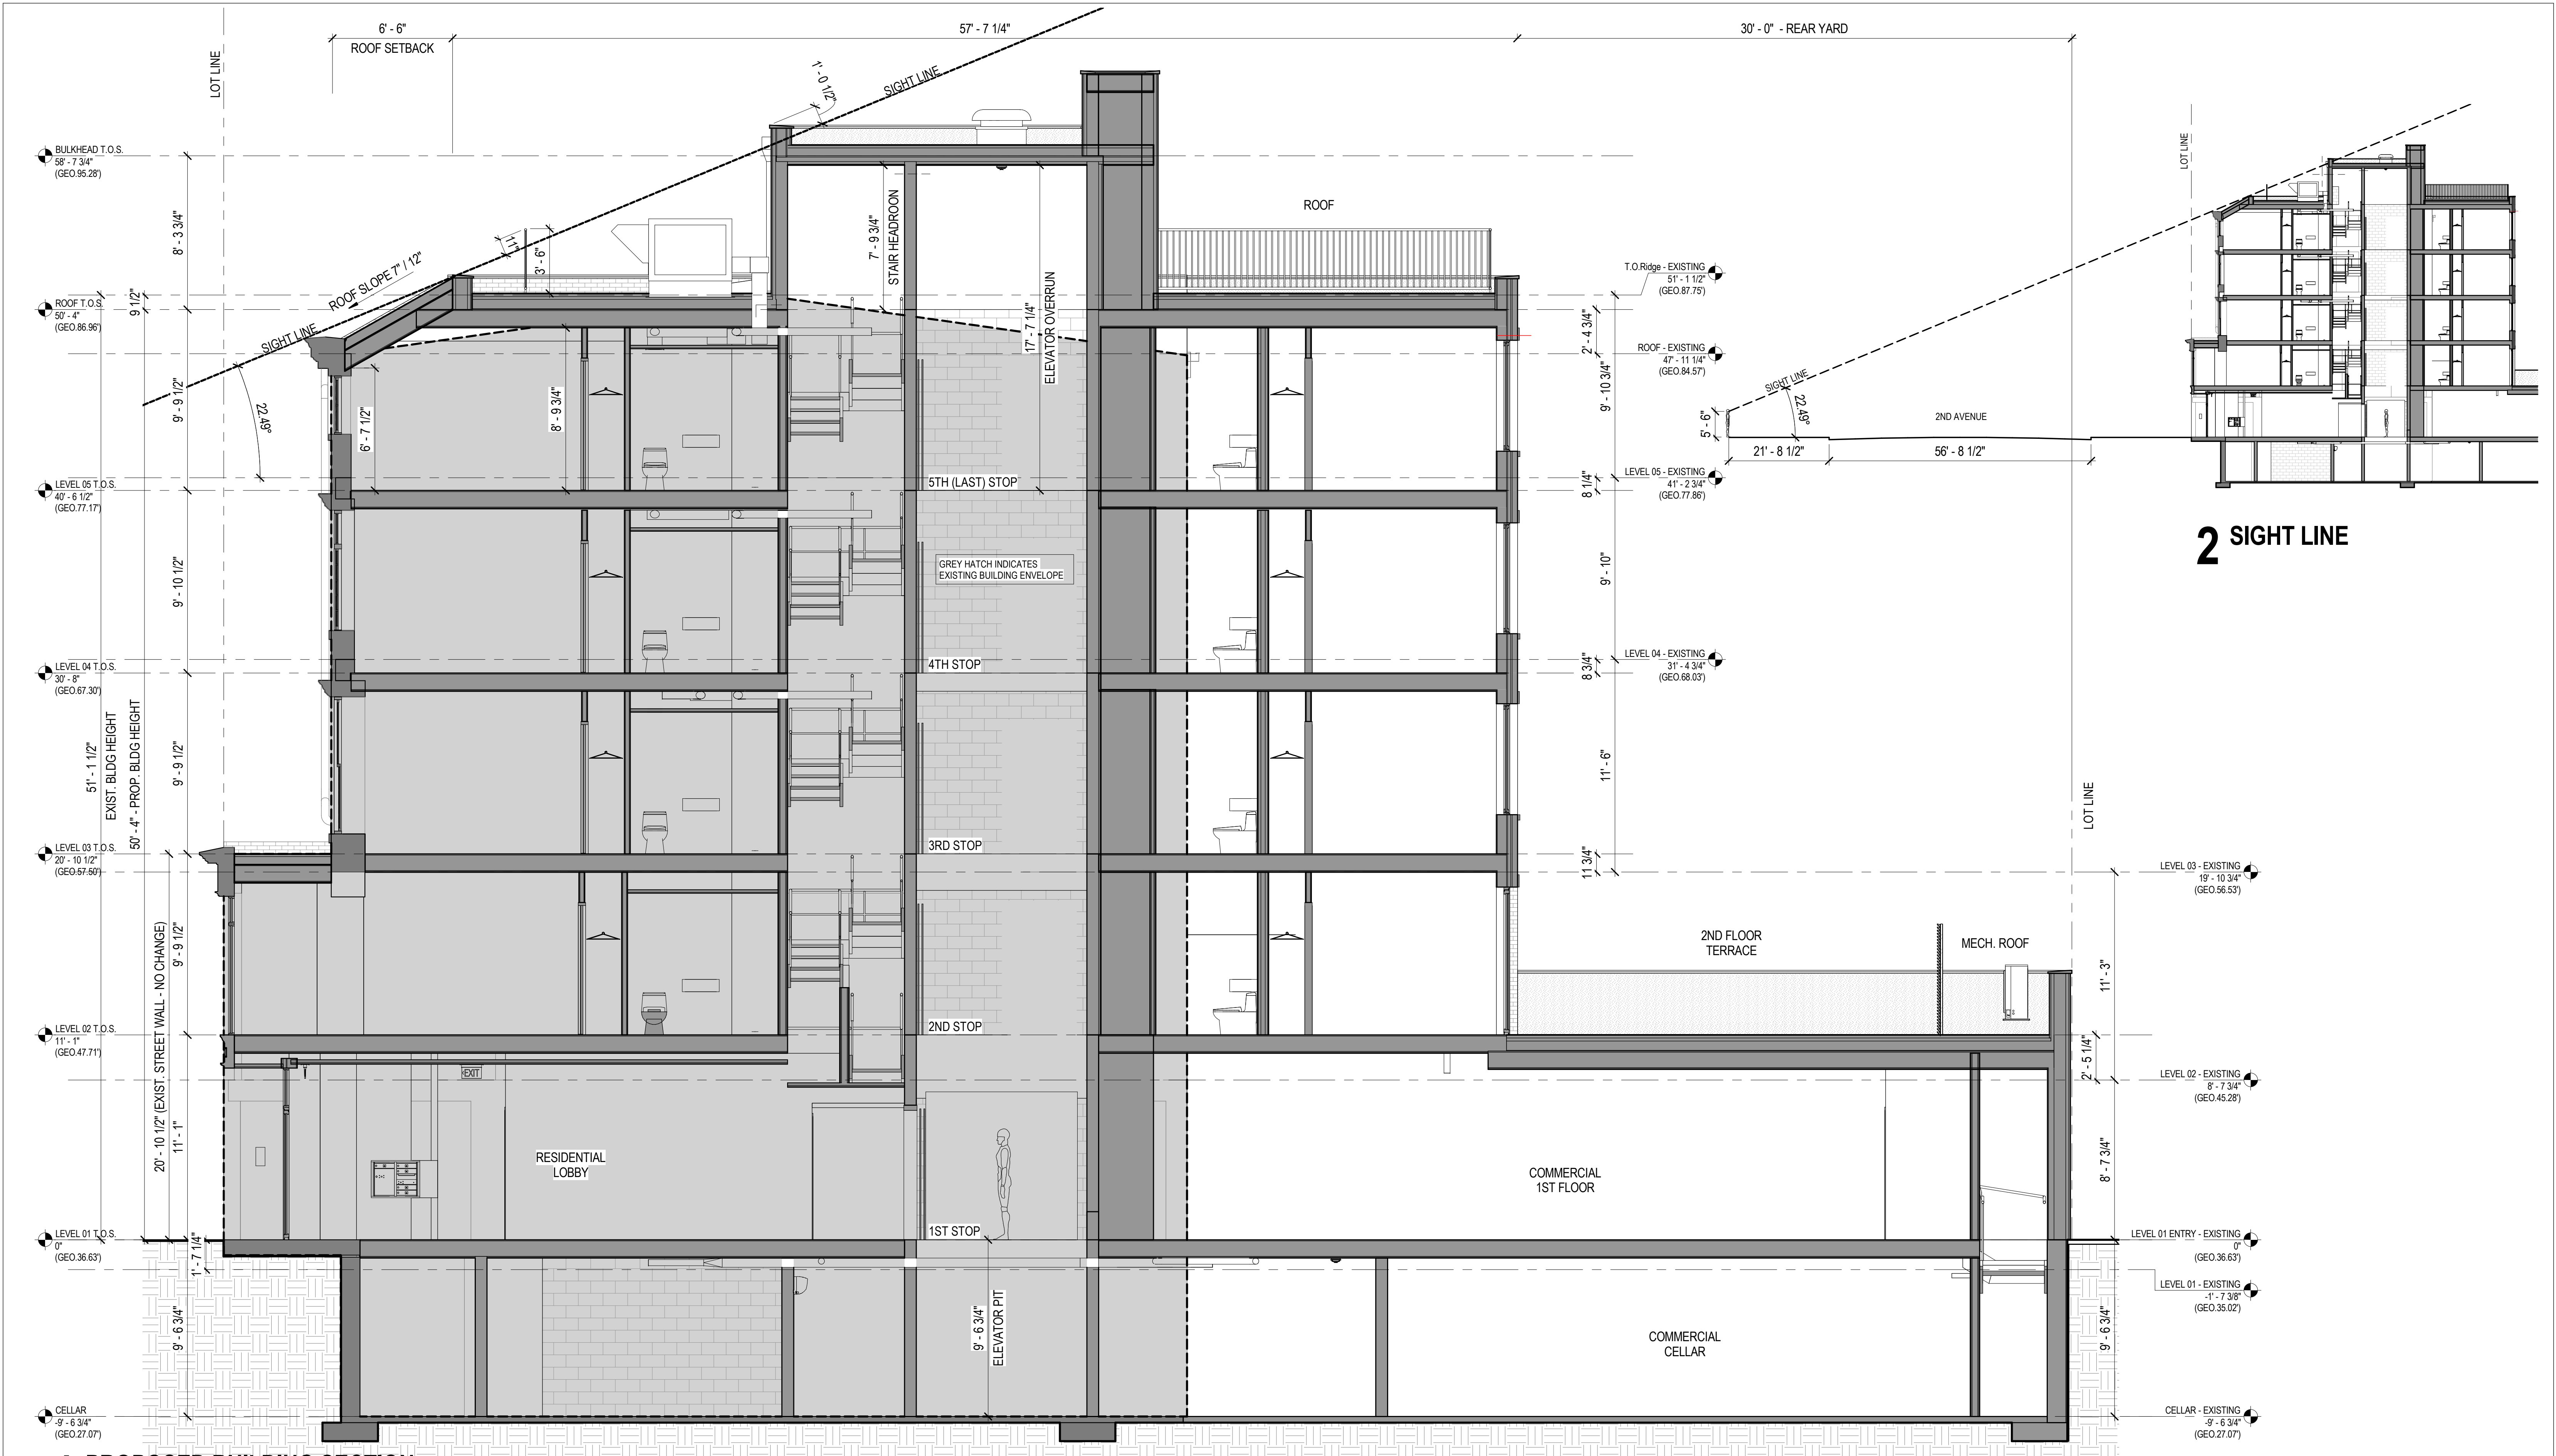 6' - 6"
ROOF SETBACK
57' - 7 1/4"
30' - 0" - REAR YARD
LOT LINE
1' - 0 1/2"
SIGHT LINE
BULKHEAD T.O.S.
58' - 7 3/4"
(GEO.95.28')
8' - 3 3/4"
7' - 9 3/4"
STAIR HEADROON
17' - 7 1/4"
ELEVATOR OVERRUN
ROOF
11"
3' - 6"
ROOF SLOPE 7" / 12"
SIGHT LINE
22.49°
9 1/2"
ROOF T.O.S.
50' - 4"
(GEO.86.96')
9' - 9 1/2"
6' - 7 1/2"
8' - 9 3/4"
T.O.Ridge - EXISTING
51' - 1 1/2"
(GEO.87.75')
2' - 4 3/4"
ROOF - EXISTING
47' - 11 1/4"
(GEO.84.57')
9' - 10 3/4"
LOT LINE
SIGHT LINE
22.49°
5' - 6"
2ND AVENUE
21' - 8 1/2"
56' - 8 1/2"
2 SIGHT LINE
LEVEL 05 T.O.S.
40' - 6 1/2"
(GEO.77.17')
5TH (LAST) STOP
8 1/4"
LEVEL 05 - EXISTING
41' - 2 3/4"
(GEO.77.86')
9' - 10 1/2"
GREY HATCH INDICATES
EXISTING BUILDING ENVELOPE
9' - 10"
LEVEL 04 T.O.S.
30' - 8"
(GEO.67.30')
4TH STOP
8 3/4"
LEVEL 04 - EXISTING
31' - 4 3/4"
(GEO.68.03')
51' - 1 1/2"
EXIST. BLDG HEIGHT
50' - 4" - PROP. BLDG HEIGHT
9' - 9 1/2"
11' - 6"
LOT LINE
LEVEL 03 T.O.S.
20' - 10 1/2"
(GEO.57.50')
3RD STOP
11 3/4"
LEVEL 03 - EXISTING
19' - 10 3/4"
(GEO.56.53')
20' - 10 1/2" (EXIST. STREET WALL - NO CHANGE)
9' - 9 1/2"
2ND FLOOR
TERRACE
MECH. ROOF
11' - 3"
LEVEL 02 T.O.S.
11' - 1"
(GEO.47.71')
2ND STOP
2' - 5 1/4"
EXIT
LEVEL 02 - EXISTING
8' - 7 3/4"
(GEO.45.28')
11' - 1"
RESIDENTIAL
LOBBY
COMMERCIAL
1ST FLOOR
8' - 7 3/4"
LEVEL 01 T.O.S.
0"
(GEO.36.63')
1ST STOP
LEVEL 01 ENTRY - EXISTING
0"
(GEO.36.63')
1' - 7 1/4"
LEVEL 01 - EXISTING
-1' - 7 3/8"
(GEO.35.02')
9' - 6 3/4"
9' - 6 3/4"
ELEVATOR PIT
COMMERCIAL
CELLAR
9' - 6 3/4"
CELLAR
-9' - 6 3/4"
(GEO.27.07')
CELLAR - EXISTING
-9' - 6 3/4"
(GEO.27.07')
PROPOSED BUILDING SECTION